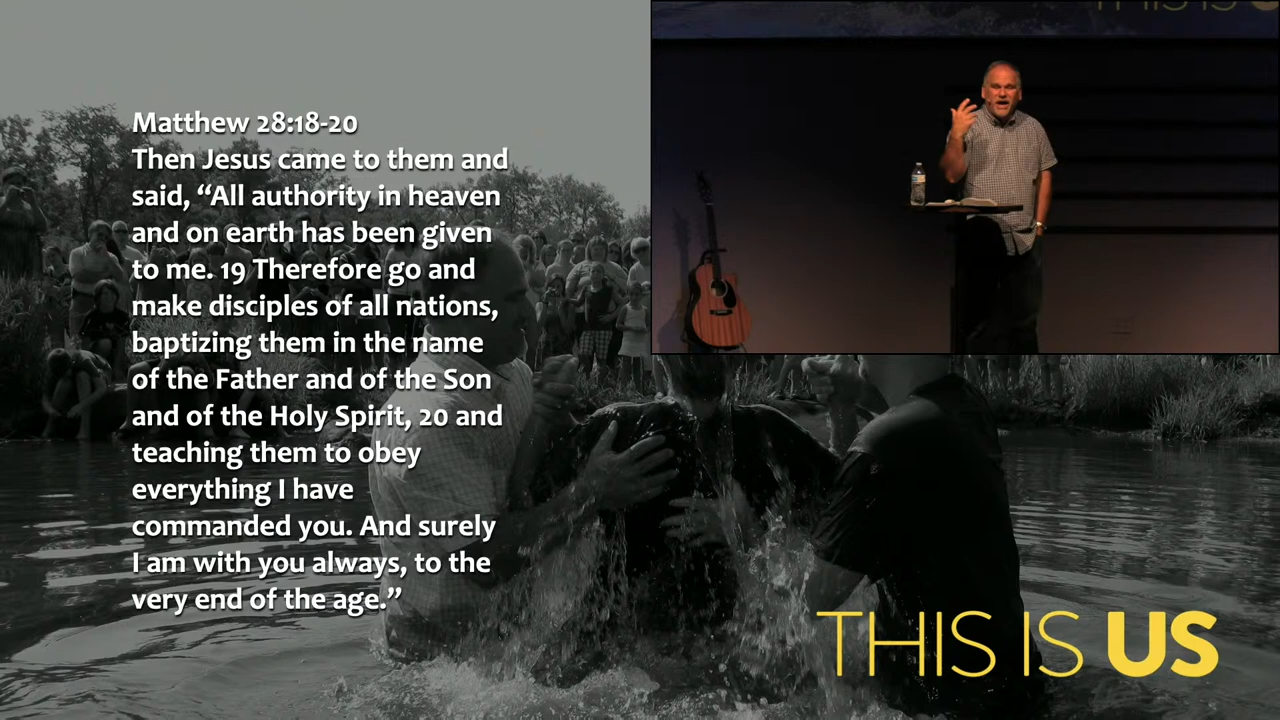 Matthew 28:18-20
Then Jesus came to them and
said, “All authority in heaven
and on earth has been given
to me. 19 Therefore go and
make disciples of all nations,
baptizing them in the name
of the Father and of the Son
and of the Holy Spirit, 20 and
teaching them to obey
everything I have
commanded you. And surely
I am with you always, to the
very end of the age.”
THIS IS US